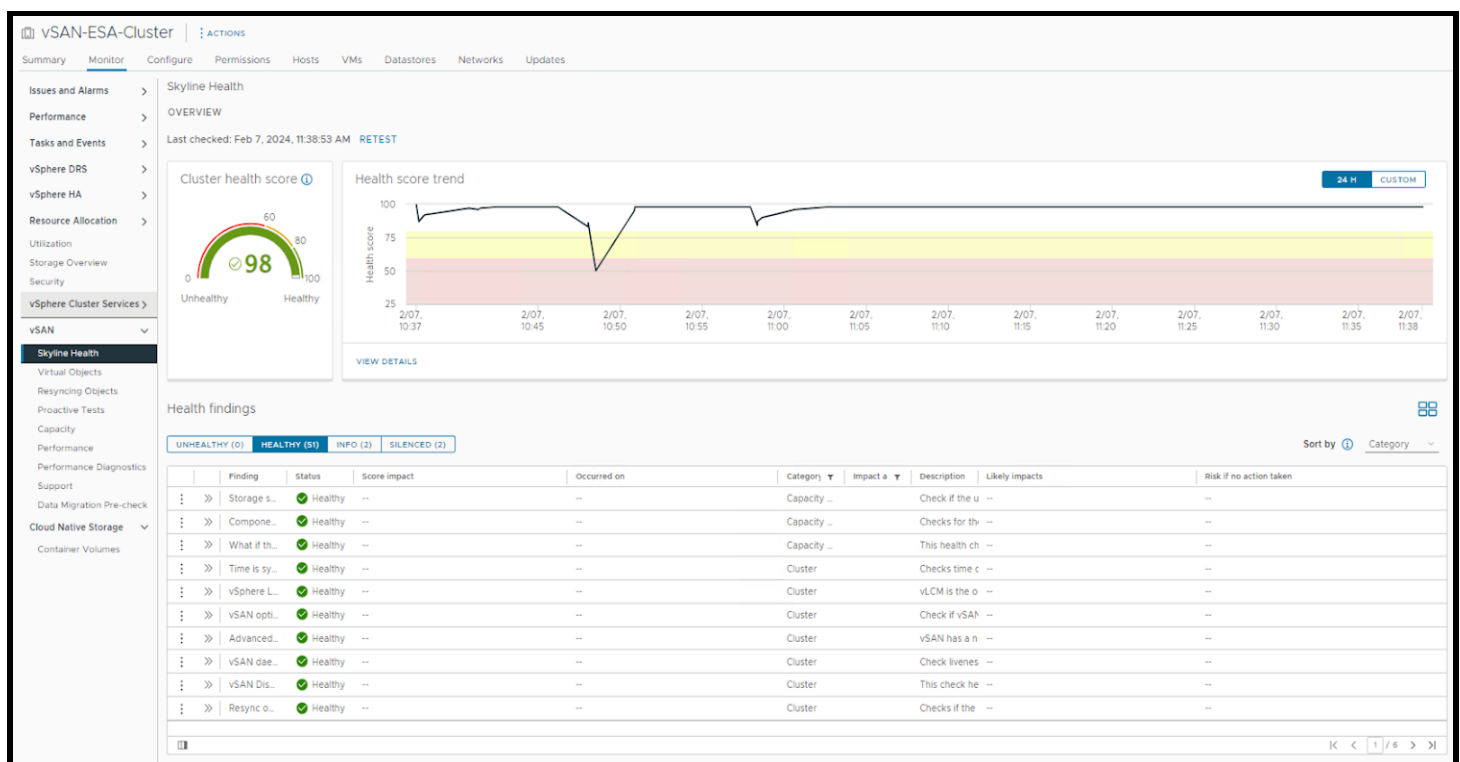 vSAN-ESA-Cluster ACTIONS
Summary Monitor Configure Permissions Hosts VMs Datastores Networks Updates
Issues and Alarms
Performance
Tasks and Events
vSphere DRS
vSphere HA
Resource Allocation
Utilization
Storage Overview
Security
vSphere Cluster Services
vSAN
Skyline Health
Virtual Objects
Resyncing Objects
Proactive Tests
Capacity
Performance
Performance Diagnostics
Support
Data Migration Pre-check
Cloud Native Storage
Container Volumes
Skyline Health
OVERVIEW
Last checked: Feb 7, 2024, 11:38:53 AM RETEST
Cluster health score
60
80
98
0 100
Unhealthy Healthy
Health score trend
24 H CUSTOM
Health score
100
75
50
25
2/07, 2/07, 2/07, 2/07, 2/07, 2/07, 2/07, 2/07, 2/07, 2/07, 2/07, 2/07, 2/07,
10:37 10:45 10:50 10:55 11:00 11:05 11:10 11:15 11:20 11:25 11:30 11:35 11:38
VIEW DETAILS
Health findings
UNHEALTHY (0) HEALTHY (51) INFO (2) SILENCED (2)
Sort by Category
Finding Status Score impact Occurred on Category Impact a Description Likely impacts Risk if no action taken
Storage s... Healthy -- -- Capacity ... Check if the u -- --
Compone... Healthy -- -- Capacity ... Checks for the -- --
What if th... Healthy -- -- Capacity ... This health ch -- --
Time is sy... Healthy -- -- Cluster Checks time c -- --
vSphere L... Healthy -- -- Cluster vLCM is the o -- --
vSAN opti... Healthy -- -- Cluster Check if vSAN -- --
Advanced... Healthy -- -- Cluster vSAN has a n -- --
vSAN dae... Healthy -- -- Cluster Check livenes -- --
vSAN Dis... Healthy -- -- Cluster This check he -- --
Resync o... Healthy -- -- Cluster Checks if the -- --
1 / 6